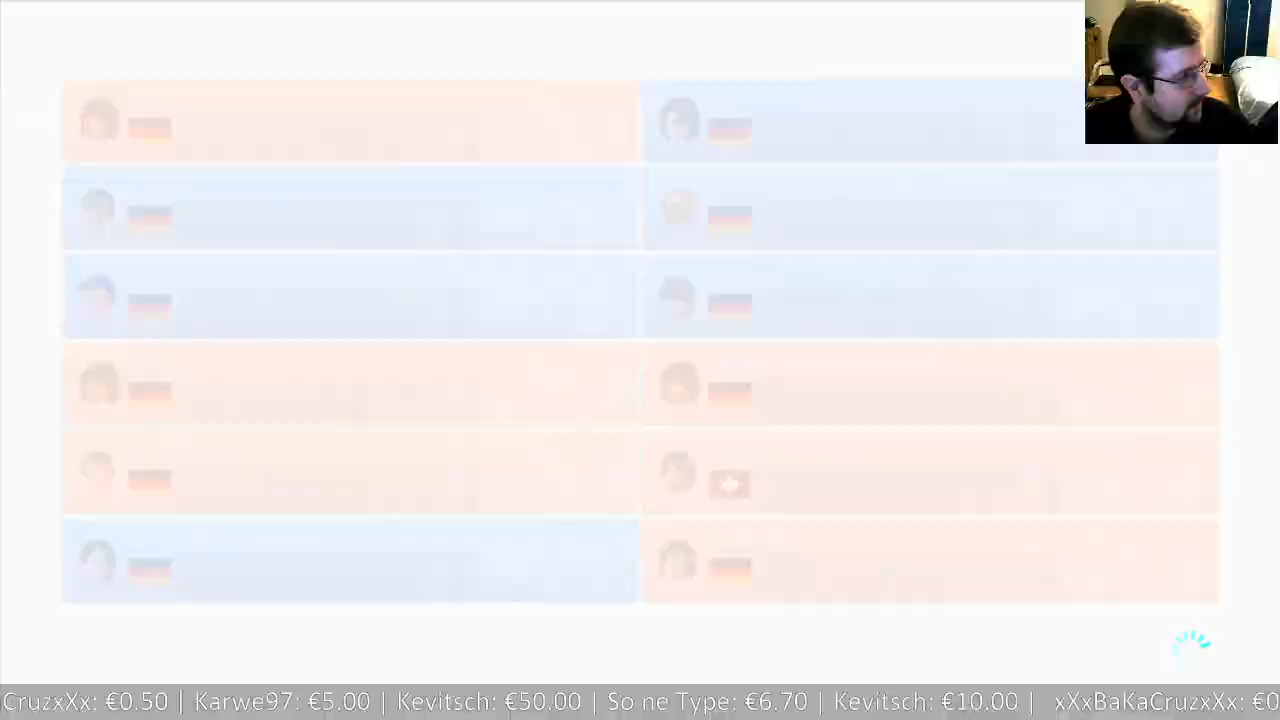 CruzxXx: €0.50 | Karwe97: €5.00 | Kevitsch: €50.00 | So ne Type: €6.70 | Kevitsch: €10.00 | xXxBaKaCruzxXx: €0